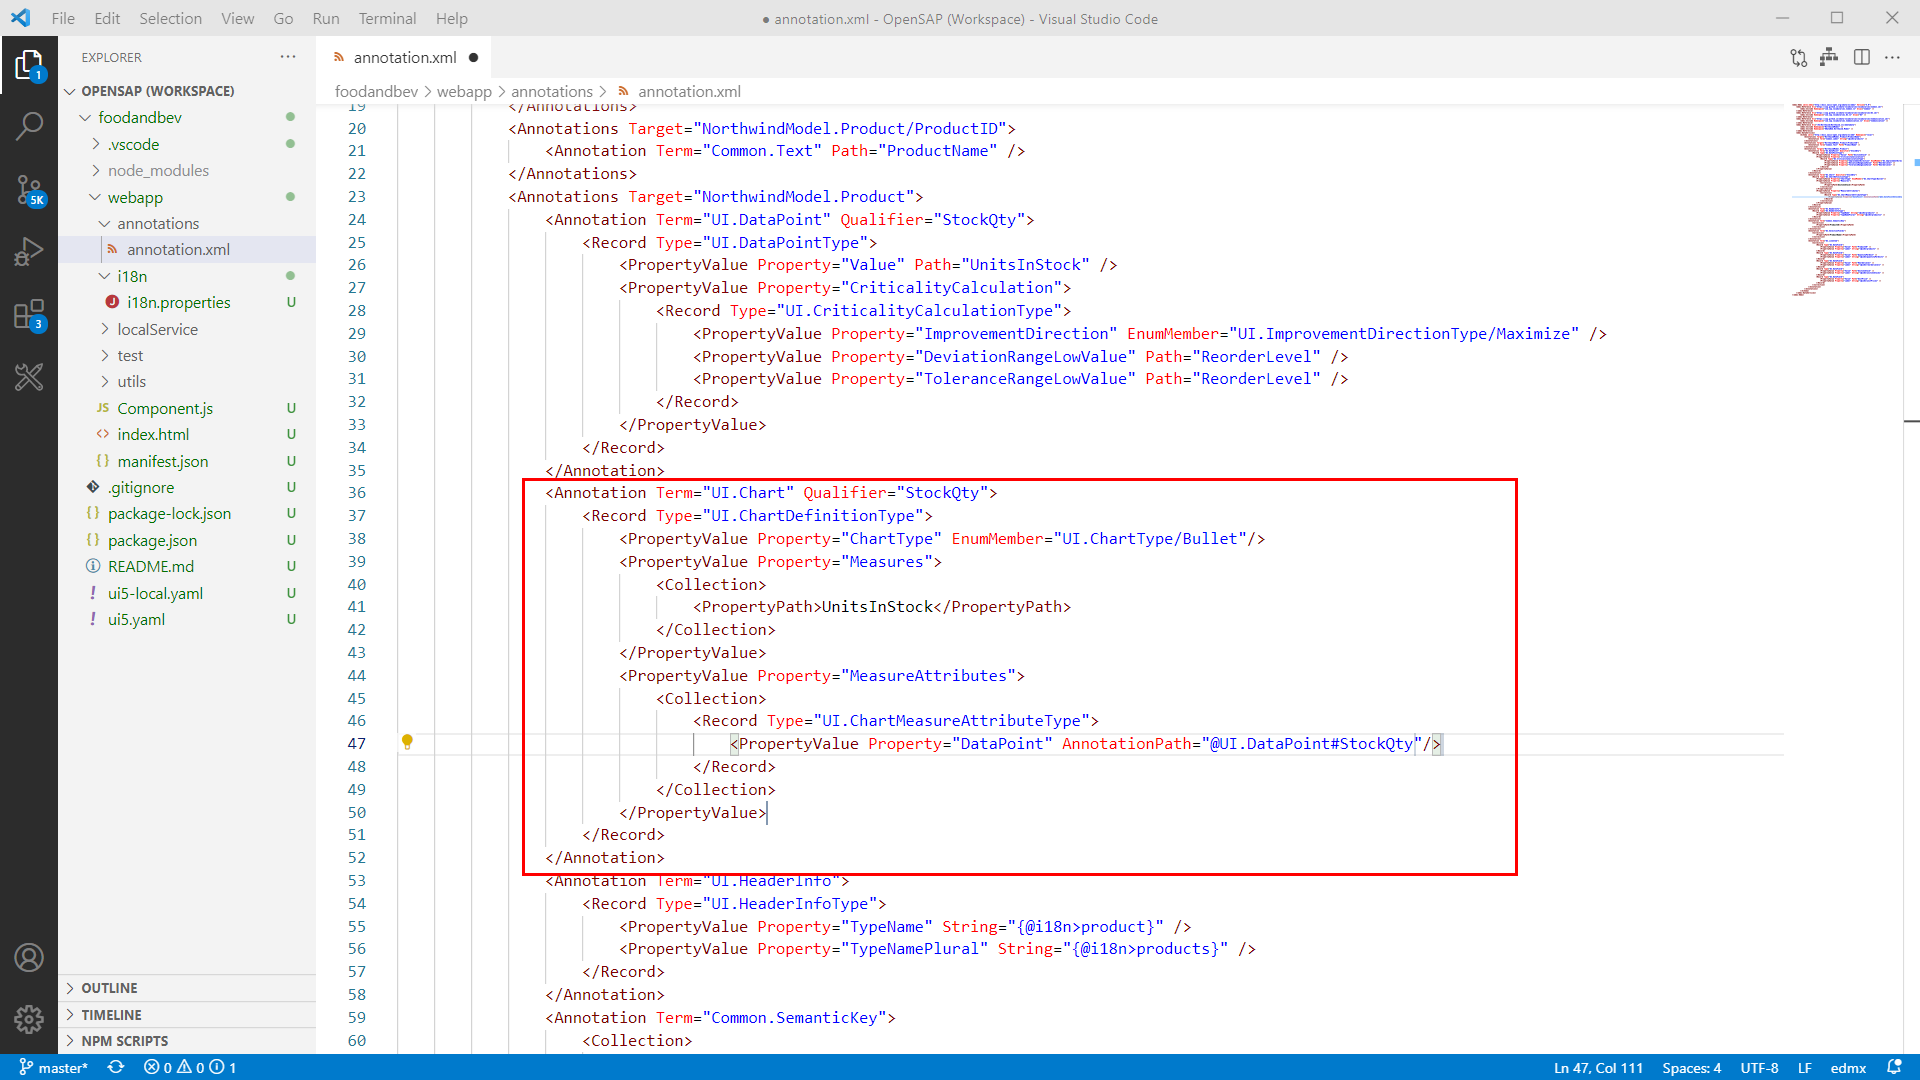 File Edit Selection View Go Run Terminal Help
● annotation.xml - OpenSAP (Workspace) - Visual Studio Code
EXPLORER
OPENSAP (WORKSPACE)
foodandbev
.vscode
node_modules
webapp
annotations
annotation.xml
i18n
i18n.properties U
localService
test
utils
JS Component.js U
<> index.html U
{} manifest.json U
.gitignore U
{} package-lock.json U
{} package.json U
README.md U
! ui5-local.yaml U
! ui5.yaml U
OUTLINE
TIMELINE
NPM SCRIPTS
1
5K
3
annotation.xml ●
foodandbev > webapp > annotations > annotation.xml
19 </Annotations>
20 <Annotations Target="NorthwindModel.Product/ProductID">
21 <Annotation Term="Common.Text" Path="ProductName" />
22 </Annotations>
23 <Annotations Target="NorthwindModel.Product">
24 <Annotation Term="UI.DataPoint" Qualifier="StockQty">
25 <Record Type="UI.DataPointType">
26 <PropertyValue Property="Value" Path="UnitsInStock" />
27 <PropertyValue Property="CriticalityCalculation">
28 <Record Type="UI.CriticalityCalculationType">
29 <PropertyValue Property="ImprovementDirection" EnumMember="UI.ImprovementDirectionType/Maximize" />
30 <PropertyValue Property="DeviationRangeLowValue" Path="ReorderLevel" />
31 <PropertyValue Property="ToleranceRangeLowValue" Path="ReorderLevel" />
32 </Record>
33 </PropertyValue>
34 </Record>
35 </Annotation>
36 <Annotation Term="UI.Chart" Qualifier="StockQty">
37 <Record Type="UI.ChartDefinitionType">
38 <PropertyValue Property="ChartType" EnumMember="UI.ChartType/Bullet"/>
39 <PropertyValue Property="Measures">
40 <Collection>
41 <PropertyPath>UnitsInStock</PropertyPath>
42 </Collection>
43 </PropertyValue>
44 <PropertyValue Property="MeasureAttributes">
45 <Collection>
46 <Record Type="UI.ChartMeasureAttributeType">
47 <PropertyValue Property="DataPoint" AnnotationPath="@UI.DataPoint#StockQty"/>
48 </Record>
49 </Collection>
50 </PropertyValue>
51 </Record>
52 </Annotation>
53 <Annotation Term="UI.HeaderInfo">
54 <Record Type="UI.HeaderInfoType">
55 <PropertyValue Property="TypeName" String="{@i18n>product}" />
56 <PropertyValue Property="TypeNamePlural" String="{@i18n>products}" />
57 </Record>
58 </Annotation>
59 <Annotation Term="Common.SemanticKey">
60 <Collection>
master* 0 0 1
Ln 47, Col 111 Spaces: 4 UTF-8 LF edmx